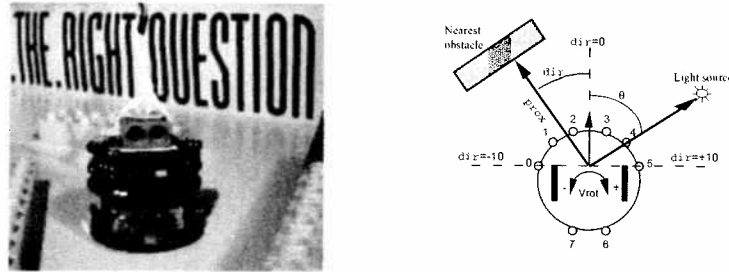 .THE.RIGHT'QUESTION
Nearest
obstacle
dir=0
dir
θ
Light source
prox
1
2
3
4
dir=-10
0
5
dir=+10
-
Vrot
+
7
6